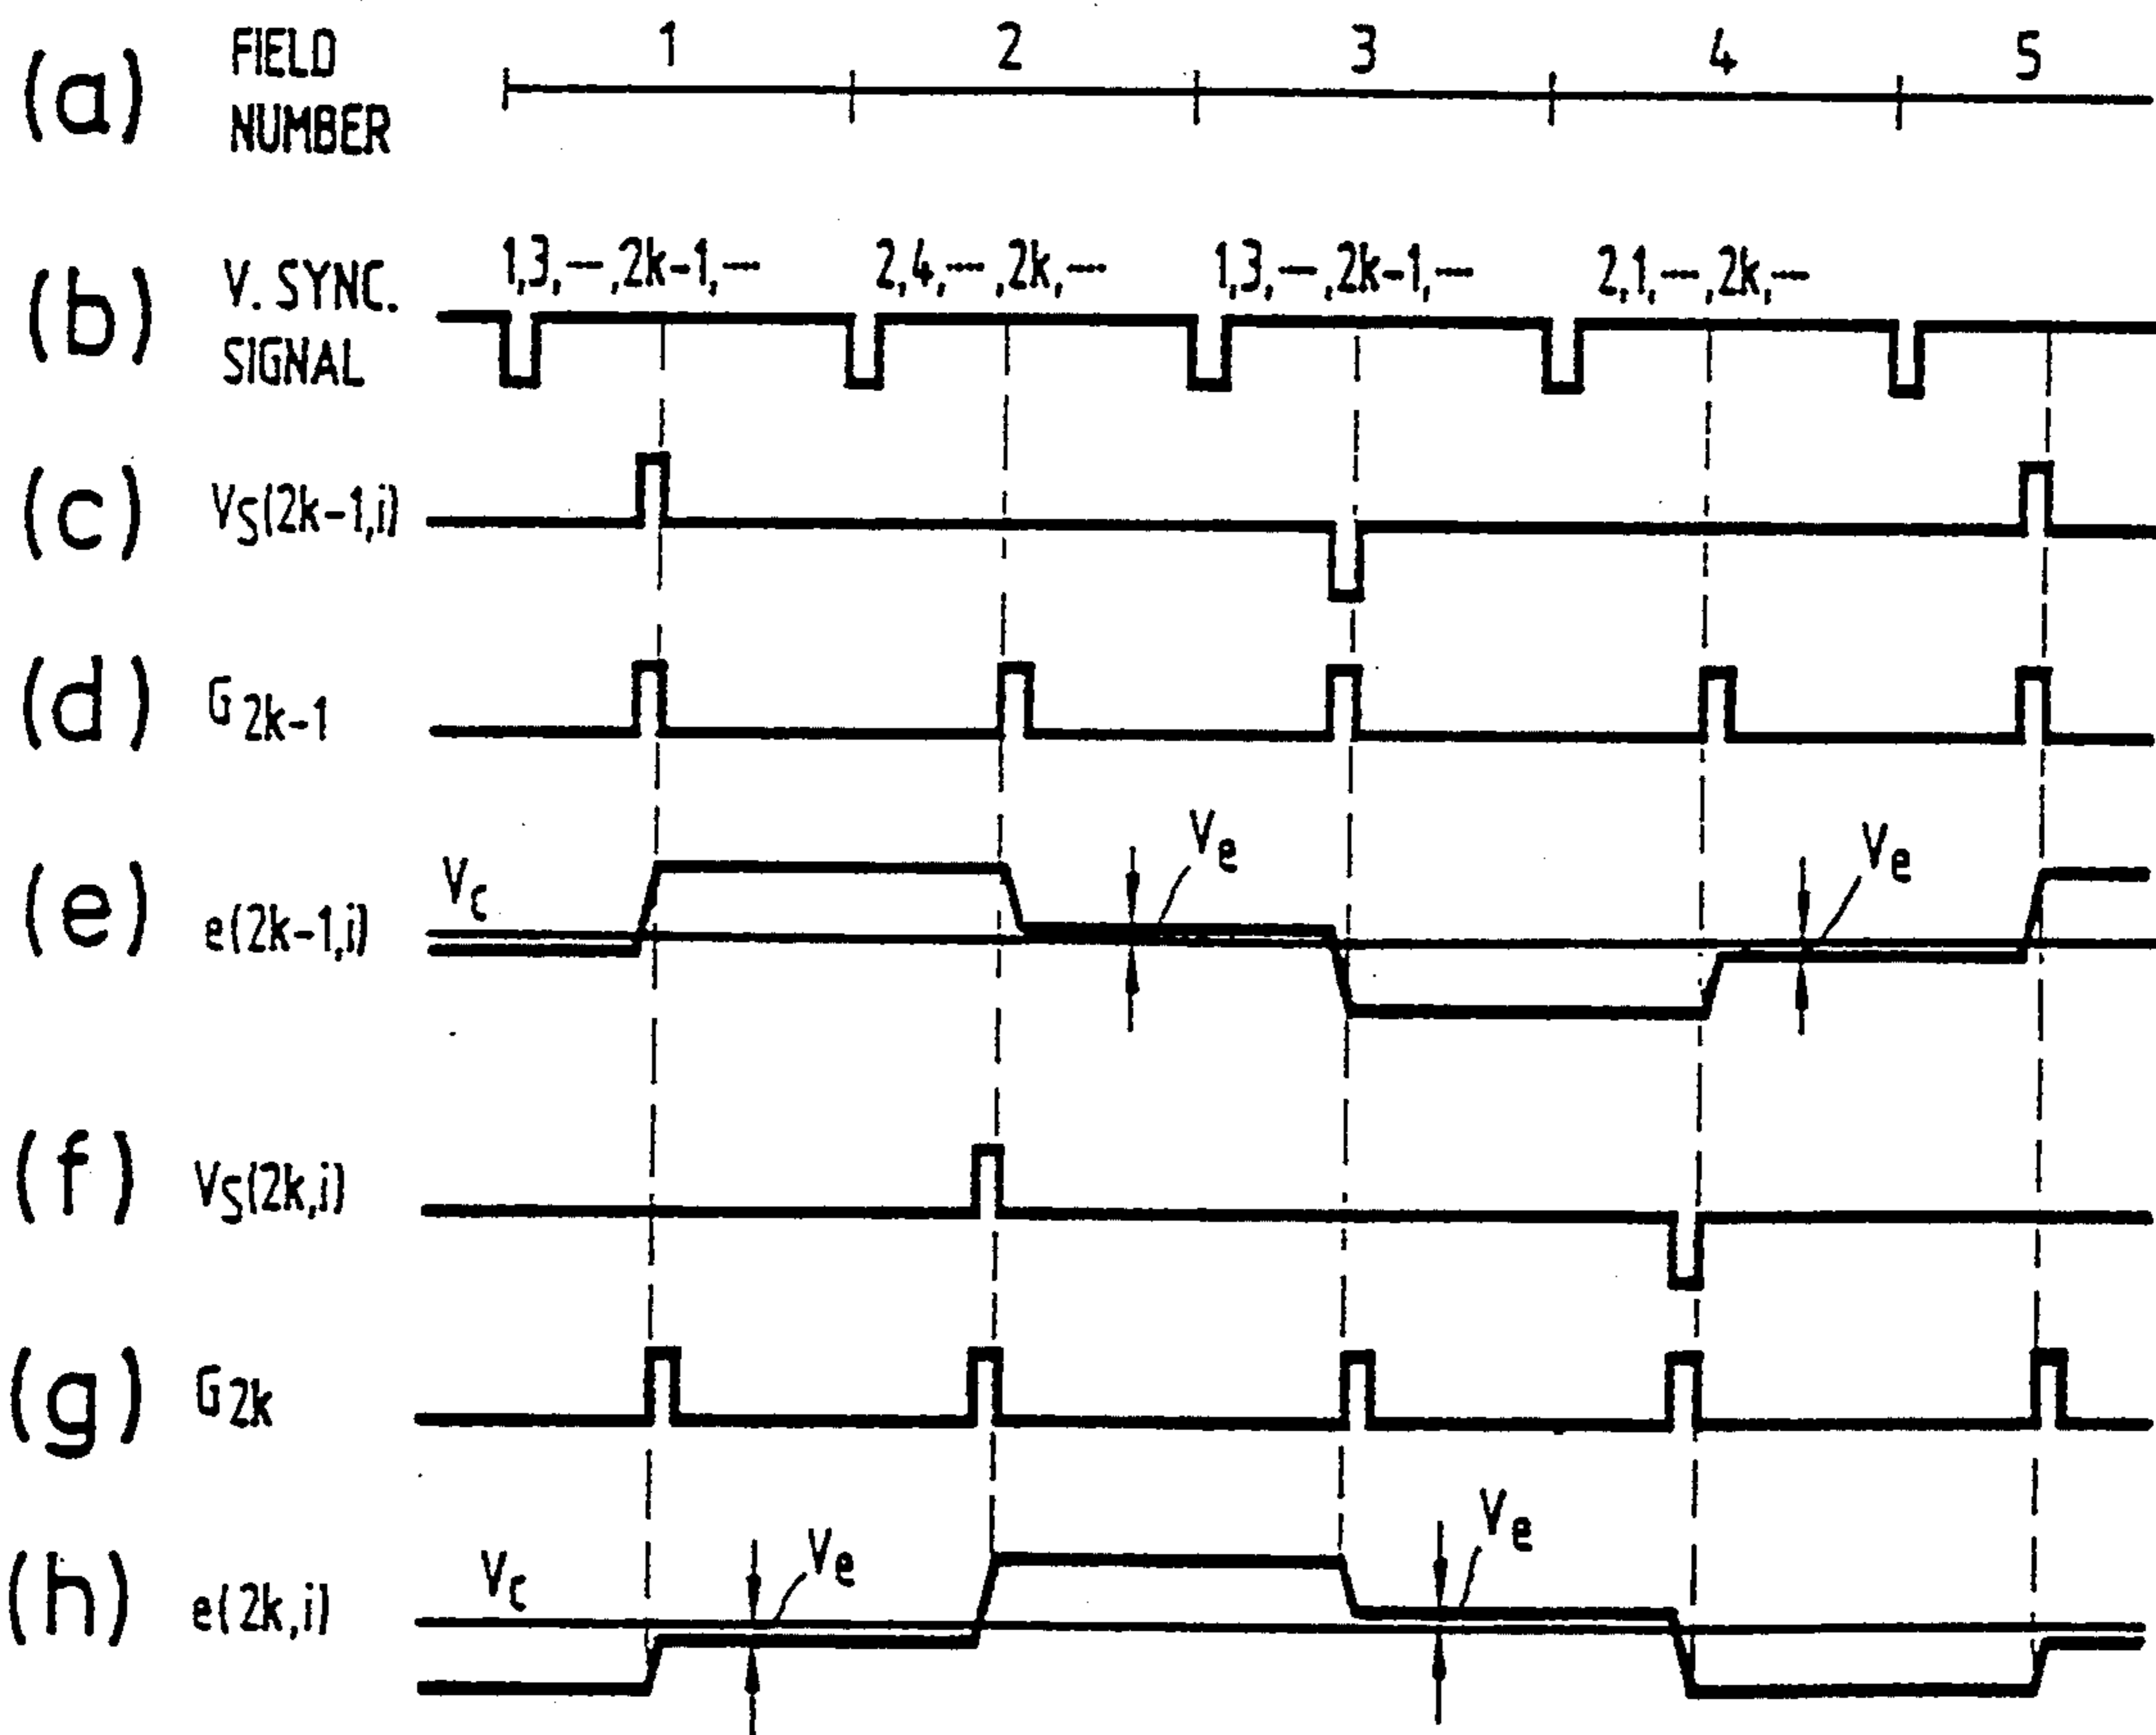 (a) FIELD NUMBER 1 2 3 4 5
(b) V. SYNC. SIGNAL 1,3,---,2k-1,--- 2,4,---,2k,--- 1,3,---,2k-1,--- 2,1,---,2k,---
(c) VS(2k-1,i)
(d) G2k-1
(e) e(2k-1,i) VC Ve Ve
(f) VS(2k,i)
(g) G2k
(h) e(2k,i) VC Ve Ve